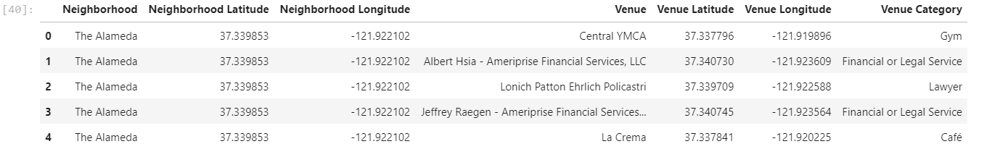 [40]: Neighborhood Neighborhood Latitude Neighborhood Longitude Venue Venue Latitude Venue Longitude Venue Category
0 The Alameda 37.339853 -121.922102 Central YMCA 37.337796 -121.919896 Gym
1 The Alameda 37.339853 -121.922102 Albert Hsia - Ameriprise Financial Services, LLC 37.340730 -121.923609 Financial or Legal Service
2 The Alameda 37.339853 -121.922102 Lonich Patton Ehrlich Policastri 37.339709 -121.922588 Lawyer
3 The Alameda 37.339853 -121.922102 Jeffrey Raegen - Ameriprise Financial Services... 37.340745 -121.923564 Financial or Legal Service
4 The Alameda 37.339853 -121.922102 La Crema 37.337841 -121.920225 Café